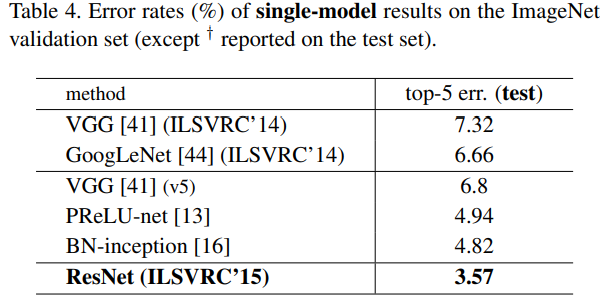 Table 4. Error rates (%) of single-model results on the ImageNet
validation set (except † reported on the test set).
method top-5 err. (test)
VGG [41] (ILSVRC’14) 7.32
GoogLeNet [44] (ILSVRC’14) 6.66
VGG [41] (v5) 6.8
PReLU-net [13] 4.94
BN-inception [16] 4.82
ResNet (ILSVRC’15) 3.57